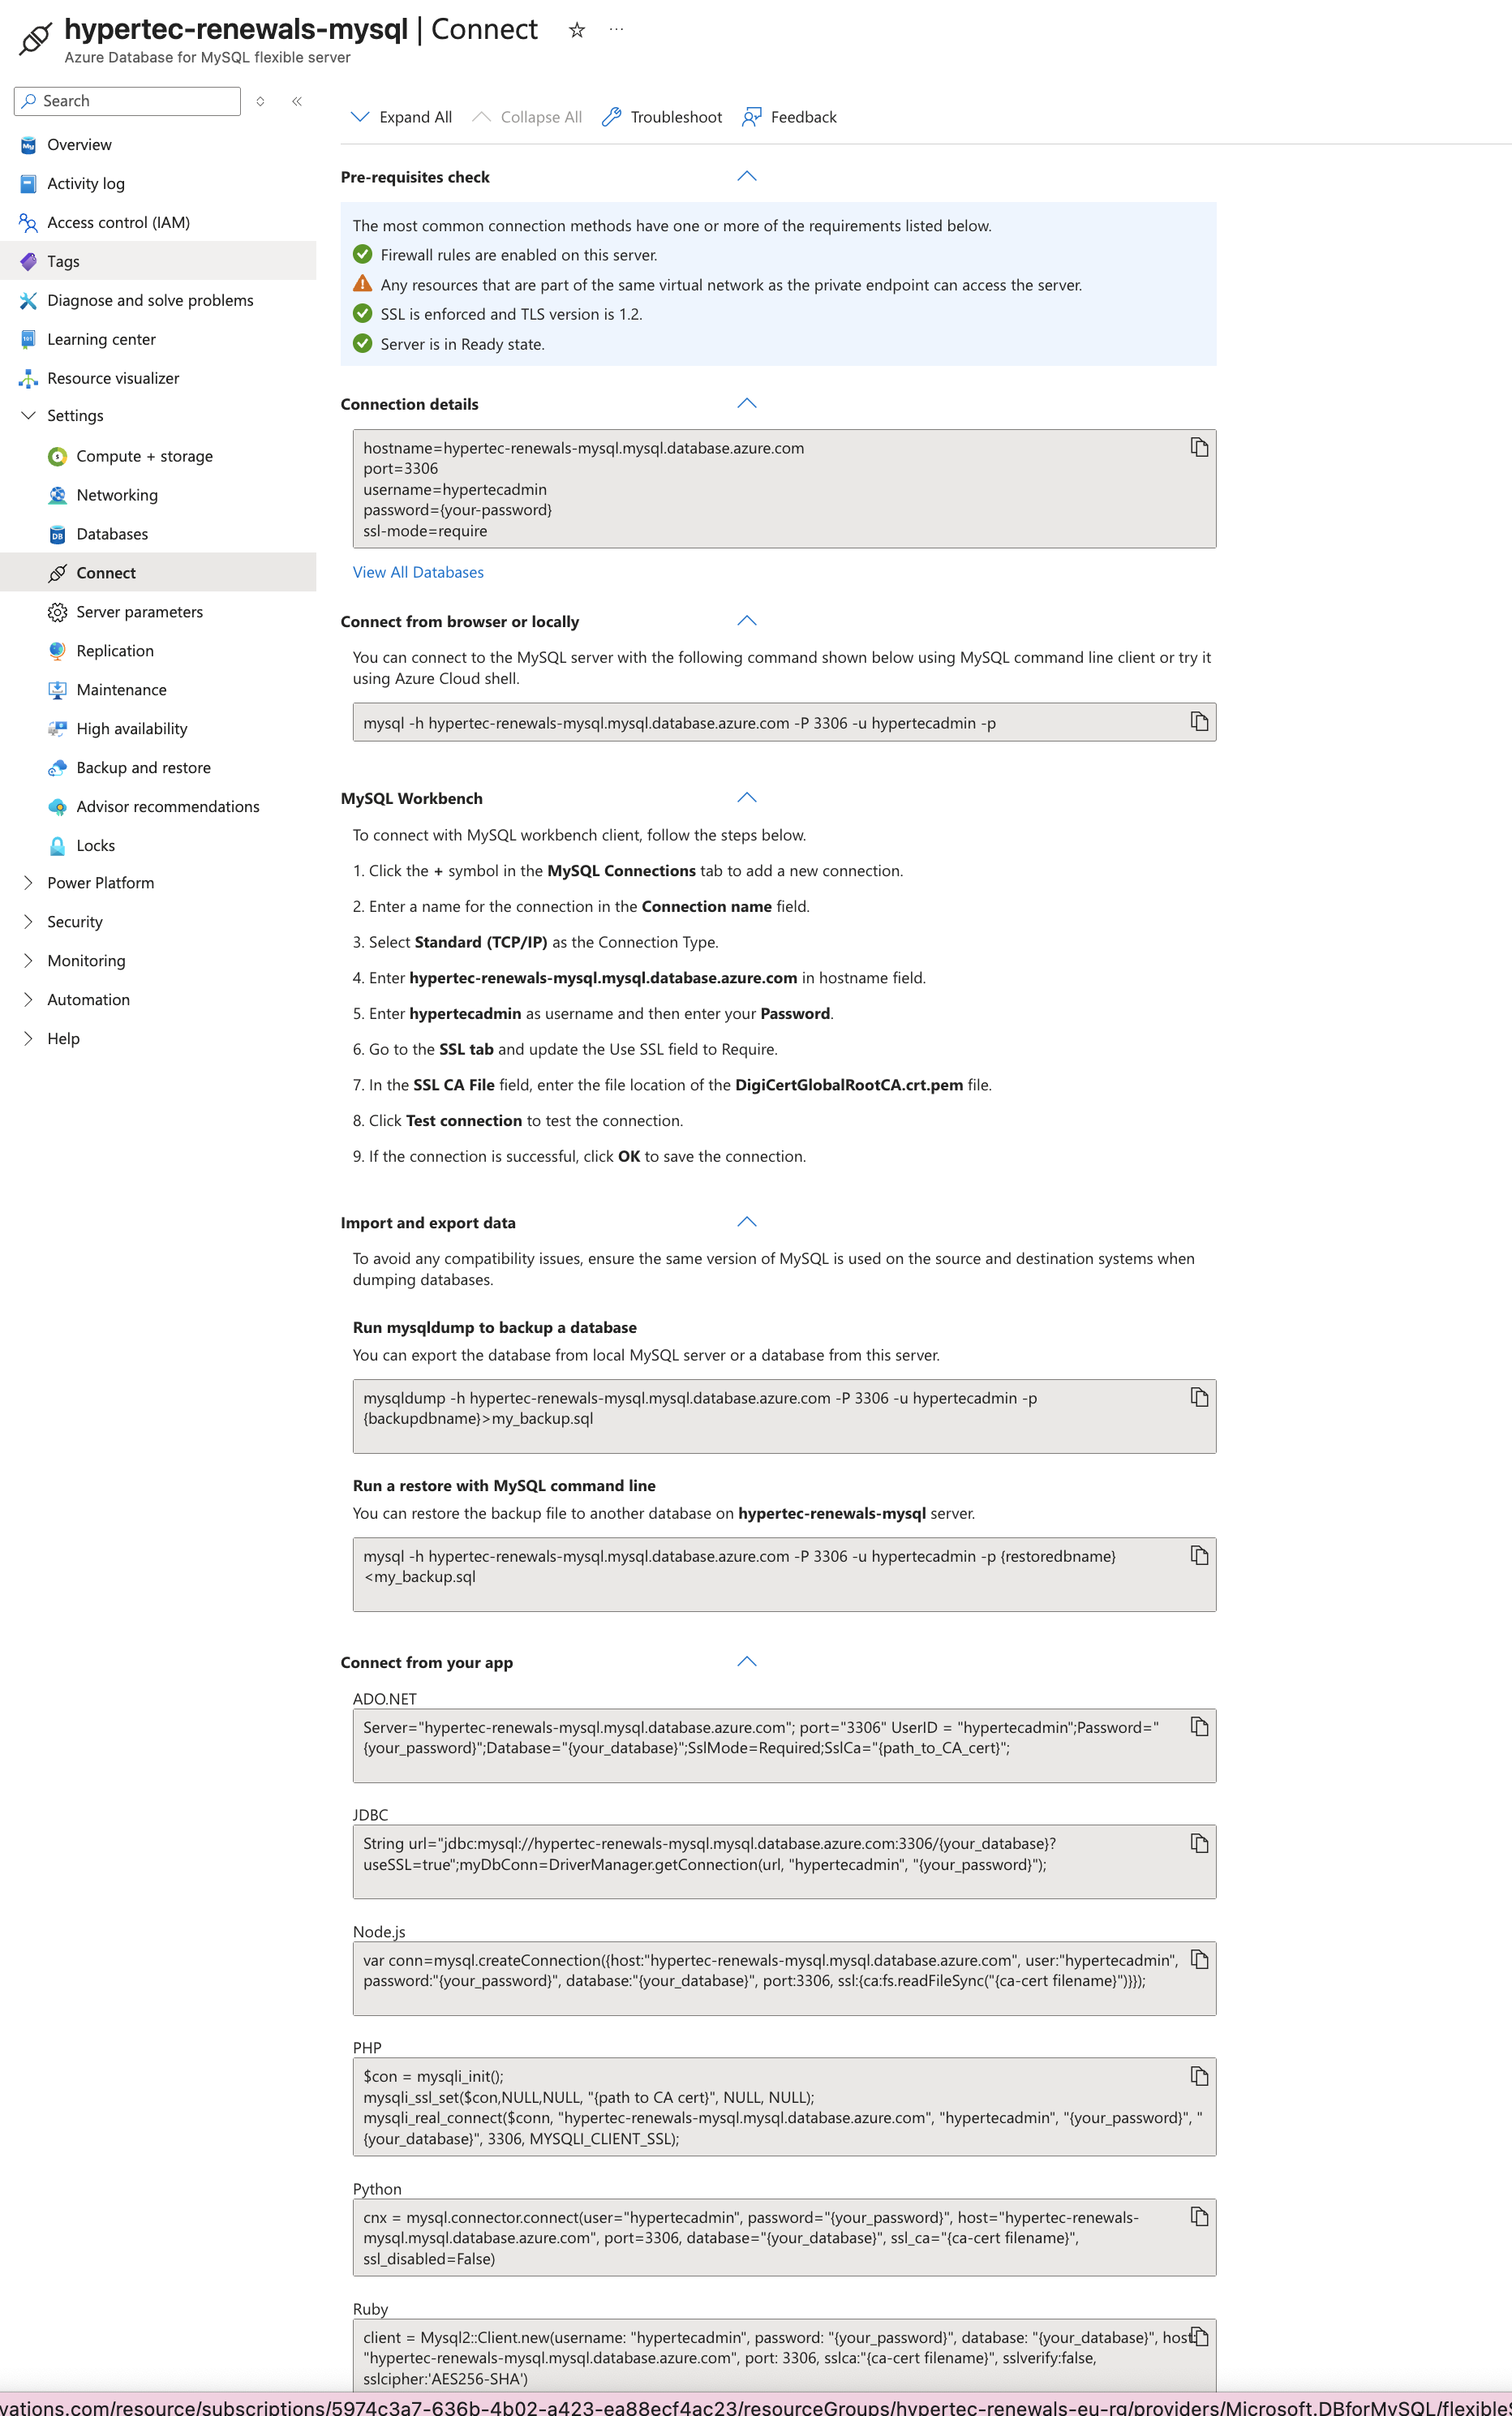 hypertec-renewals-mysql | Connect
Azure Database for MySQL flexible server
Search
Overview
Activity log
Access control (IAM)
Tags
Diagnose and solve problems
Learning center
Resource visualizer
Settings
Compute + storage
Networking
Databases
Connect
Server parameters
Replication
Maintenance
High availability
Backup and restore
Advisor recommendations
Locks
Power Platform
Security
Monitoring
Automation
Help
Expand All Collapse All Troubleshoot Feedback
Pre-requisites check
The most common connection methods have one or more of the requirements listed below.
Firewall rules are enabled on this server.
Any resources that are part of the same virtual network as the private endpoint can access the server.
SSL is enforced and TLS version is 1.2.
Server is in Ready state.
Connection details
hostname=hypertec-renewals-mysql.mysql.database.azure.com
port=3306
username=hypertecadmin
password={your-password}
ssl-mode=require
View All Databases
Connect from browser or locally
You can connect to the MySQL server with the following command shown below using MySQL command line client or try it
using Azure Cloud shell.
mysql -h hypertec-renewals-mysql.mysql.database.azure.com -P 3306 -u hypertecadmin -p
MySQL Workbench
To connect with MySQL workbench client, follow the steps below.
1. Click the + symbol in the MySQL Connections tab to add a new connection.
2. Enter a name for the connection in the Connection name field.
3. Select Standard (TCP/IP) as the Connection Type.
4. Enter hypertec-renewals-mysql.mysql.database.azure.com in hostname field.
5. Enter hypertecadmin as username and then enter your Password.
6. Go to the SSL tab and update the Use SSL field to Require.
7. In the SSL CA File field, enter the file location of the DigiCertGlobalRootCA.crt.pem file.
8. Click Test connection to test the connection.
9. If the connection is successful, click OK to save the connection.
Import and export data
To avoid any compatibility issues, ensure the same version of MySQL is used on the source and destination systems when
dumping databases.
Run mysqldump to backup a database
You can export the database from local MySQL server or a database from this server.
mysqldump -h hypertec-renewals-mysql.mysql.database.azure.com -P 3306 -u hypertecadmin -p
{backupdbname}>my_backup.sql
Run a restore with MySQL command line
You can restore the backup file to another database on hypertec-renewals-mysql server.
mysql -h hypertec-renewals-mysql.mysql.database.azure.com -P 3306 -u hypertecadmin -p {restoredbname}
<my_backup.sql
Connect from your app
ADO.NET
Server="hypertec-renewals-mysql.mysql.database.azure.com"; port="3306" UserID = "hypertecadmin";Password="
{your_password}";Database="{your_database}";SslMode=Required;SslCa="{path_to_CA_cert}";
JDBC
String url="jdbc:mysql://hypertec-renewals-mysql.mysql.database.azure.com:3306/{your_database}?
useSSL=true";myDbConn=DriverManager.getConnection(url, "hypertecadmin", "{your_password}");
Node.js
var conn=mysql.createConnection({host:"hypertec-renewals-mysql.mysql.database.azure.com", user:"hypertecadmin",
password:"{your_password}", database:"{your_database}", port:3306, ssl:{ca:fs.readFileSync("{ca-cert filename}")}});
PHP
$con = mysqli_init();
mysqli_ssl_set($con,NULL,NULL, "{path to CA cert}", NULL, NULL);
mysqli_real_connect($conn, "hypertec-renewals-mysql.mysql.database.azure.com", "hypertecadmin", "{your_password}", "
{your_database}", 3306, MYSQLI_CLIENT_SSL);
Python
cnx = mysql.connector.connect(user="hypertecadmin", password="{your_password}", host="hypertec-renewals-
mysql.mysql.database.azure.com", port=3306, database="{your_database}", ssl_ca="{ca-cert filename}",
ssl_disabled=False)
Ruby
client = Mysql2::Client.new(username: "hypertecadmin", password: "{your_password}", database: "{your_database}", host:
"hypertec-renewals-mysql.mysql.database.azure.com", port: 3306, sslca:"{ca-cert filename}", sslverify:false,
sslcipher:'AES256-SHA')
vations.com/resource/subscriptions/5974c3a7-636b-4b02-a423-ea88ecf4ac23/resourceGroups/hypertec-renewals-eu-rg/providers/Microsoft.DBforMySQL/flexible